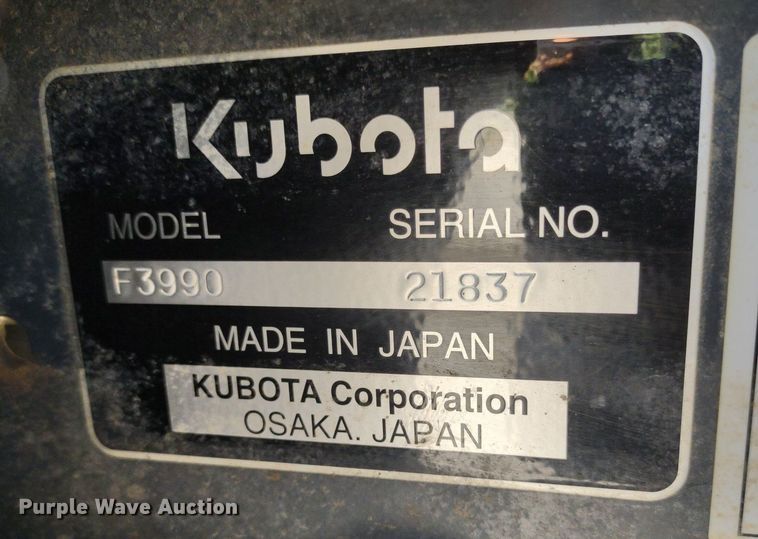 Kubota
MODEL SERIAL NO.
F3990 21837
MADE IN JAPAN
KUBOTA Corporation
OSAKA. JAPAN
Purple Wave Auction